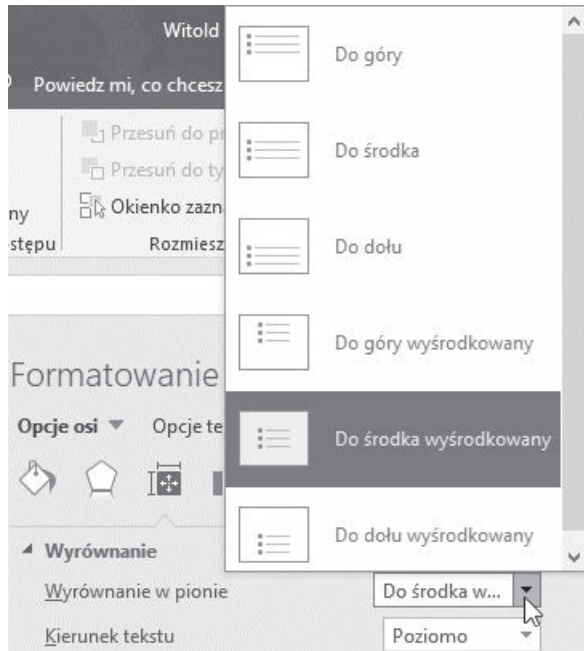 Witold
Powiedz mi, co chcesz
Przesuń do pr
Przesuń do ty
Okienko zazn
ny
stępu
Rozmiesz
Do góry
Do środka
Do dołu
Do góry wyśrodkowany
Do środka wyśrodkowany
Do dołu wyśrodkowany
Formatowanie
Opcje osi
Opcje te
Wyrównanie
Wyrównanie w pionie
Do środka w...
Kierunek tekstu
Poziomo